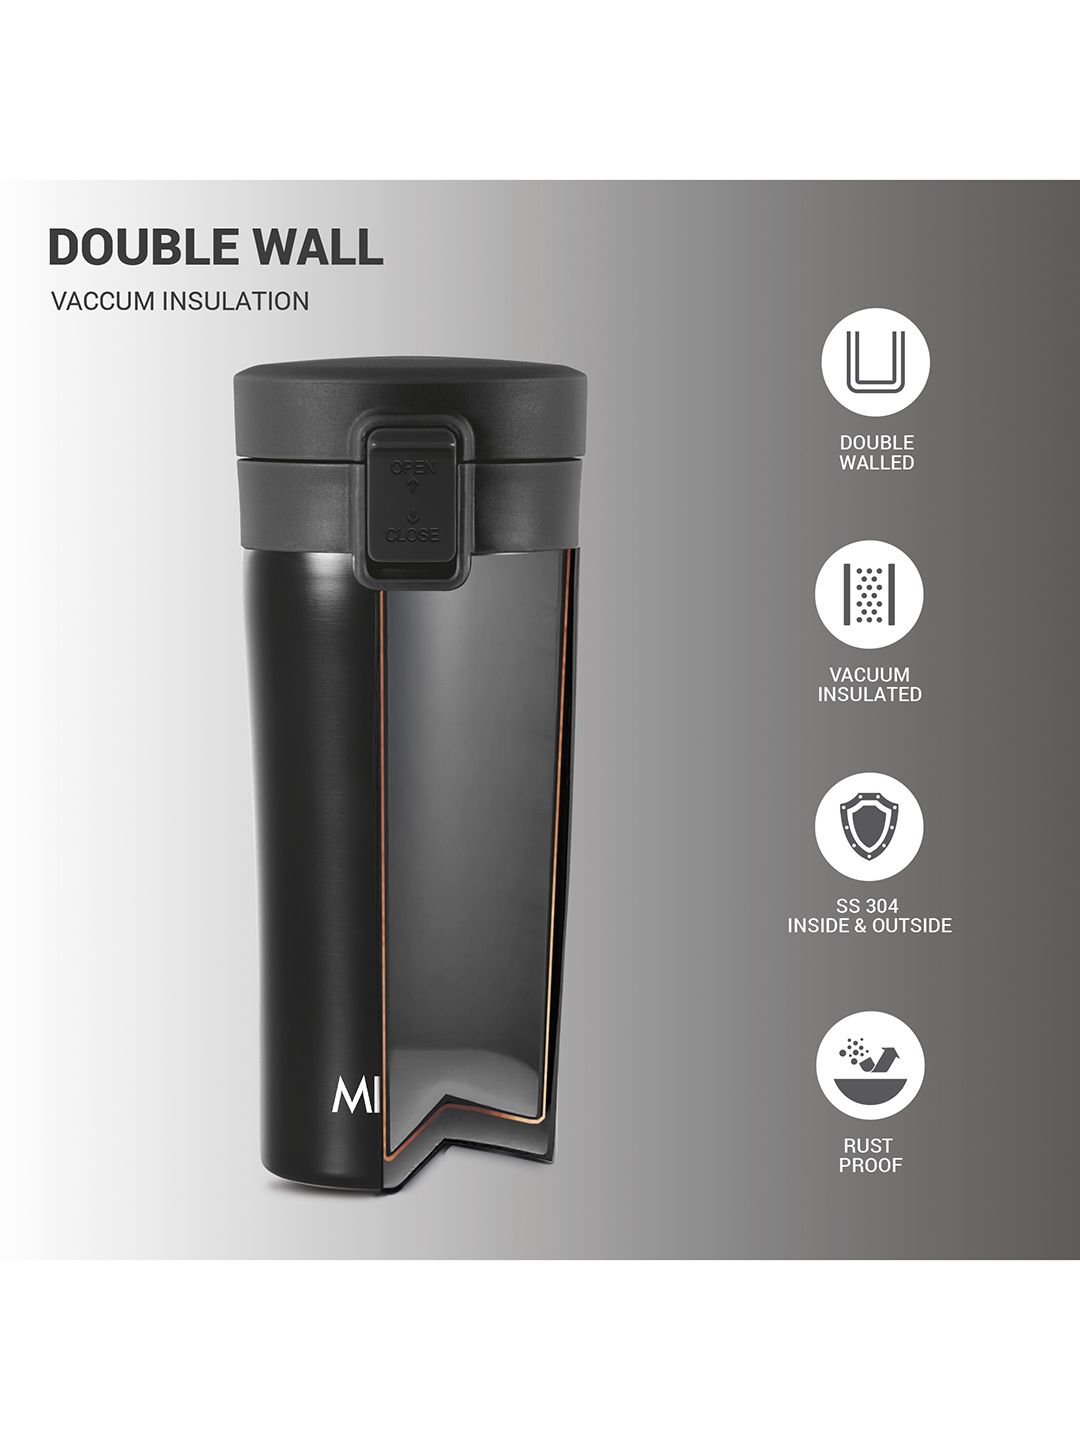 DOUBLE WALL
VACCUM INSULATION
OPEN
CLOSE
MI
DOUBLE
WALLED
VACUUM
INSULATED
SS 304
INSIDE & OUTSIDE
RUST
PROOF